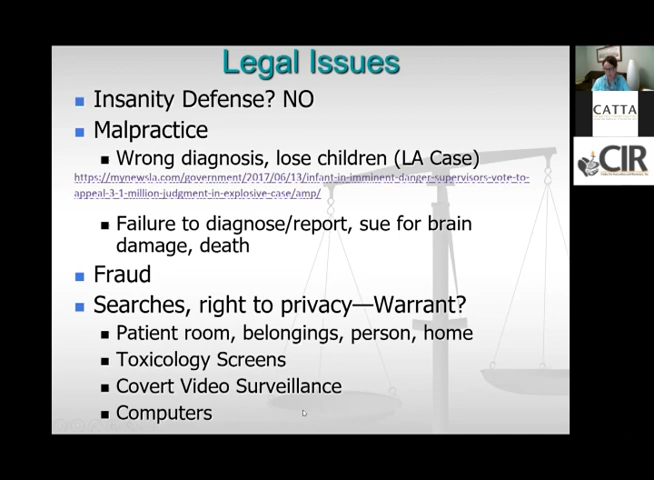 Legal Issues
Insanity Defense? NO
Malpractice
Wrong diagnosis, lose children (LA Case)
https://mynewsla.com/government/2017/06/13/infant-in-imminent-danger-supervisors-vote-to-
appeal-3-1-million-judgment-in-explosive-case/amp/
Failure to diagnose/report, sue for brain
damage, death
Fraud
Searches, right to privacy—Warrant?
Patient room, belongings, person, home
Toxicology Screens
Covert Video Surveillance
Computers
CATTA
CIR